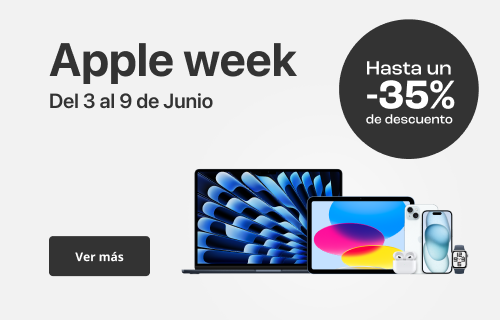 Apple week
Del 3 al 9 de Junio
Hasta un
-35%
de descuento
Ver más